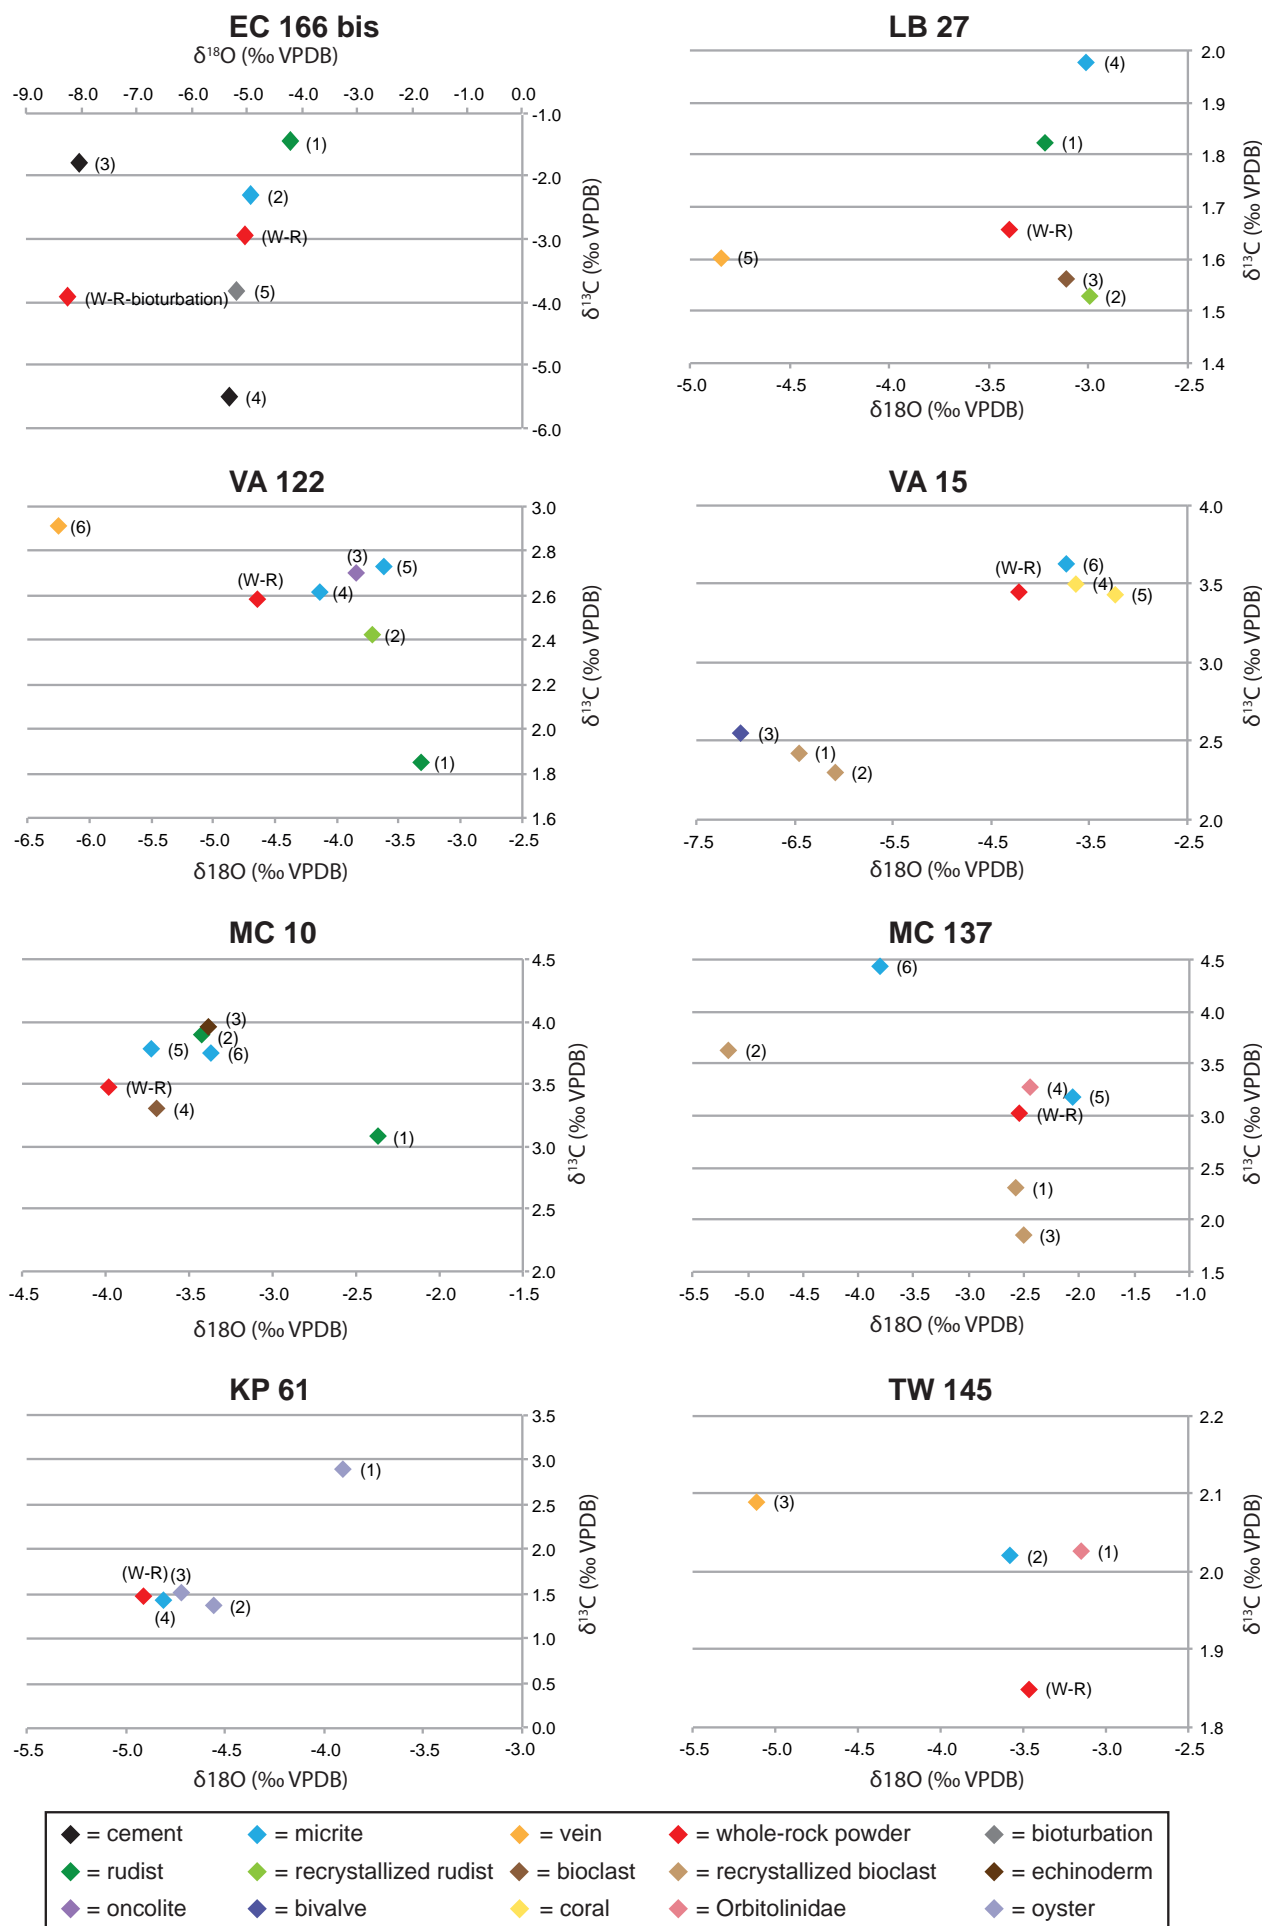 EC 166 bis
δ¹⁸O (‰ VPDB)
-9.0 -8.0 -7.0 -6.0 -5.0 -4.0 -3.0 -2.0 -1.0 0.0
-1.0
(1)
(3)
-2.0
(2)
(W-R)
-3.0
(5)
(W-R-bioturbation)
-4.0
-5.0
(4)
-6.0
δ¹³C (‰ VPDB)
LB 27
2.0
(4)
1.9
(1)
1.8
1.7
(W-R)
(5)
1.6
(3)
(2)
1.5
1.4
-5.0 -4.5 -4.0 -3.5 -3.0 -2.5
δ18O (‰ VPDB)
δ¹³C (‰ VPDB)
VA 122
3.0
(6)
2.8
(3)
(5)
(W-R)
(4)
2.6
(2)
2.4
2.2
2.0
(1)
1.8
1.6
-6.5 -6.0 -5.5 -5.0 -4.5 -4.0 -3.5 -3.0 -2.5
δ18O (‰ VPDB)
δ¹³C (‰ VPDB)
VA 15
4.0
(6)
(W-R)
(4)
3.5
(5)
3.0
(3)
2.5
(1)
(2)
2.0
-7.5 -6.5 -5.5 -4.5 -3.5 -2.5
δ18O (‰ VPDB)
δ¹³C (‰ VPDB)
MC 10
4.5
(3)
4.0
(2)
(5)
(6)
(W-R)
3.5
(4)
(1)
3.0
2.5
2.0
-4.5 -4.0 -3.5 -3.0 -2.5 -2.0 -1.5
δ18O (‰ VPDB)
δ¹³C (‰ VPDB)
MC 137
4.5
(6)
4.0
(2)
3.5
(4)
(5)
(W-R)
3.0
2.5
(1)
2.0
(3)
1.5
-5.5 -5.0 -4.5 -4.0 -3.5 -3.0 -2.5 -2.0 -1.5 -1.0
δ18O (‰ VPDB)
δ¹³C (‰ VPDB)
KP 61
3.5
3.0
(1)
2.5
2.0
(W-R) (3)
1.5
(2)
(4)
1.0
0.5
0.0
-5.5 -5.0 -4.5 -4.0 -3.5 -3.0
δ18O (‰ VPDB)
δ¹³C (‰ VPDB)
TW 145
2.2
2.1
(3)
(2)
(1)
2.0
1.9
(W-R)
1.8
-5.5 -5.0 -4.5 -4.0 -3.5 -3.0 -2.5
δ18O (‰ VPDB)
δ¹³C (‰ VPDB)
= cement = micrite = vein = whole-rock powder = bioturbation
= rudist = recrystallized rudist = bioclast = recrystallized bioclast = echinoderm
= oncolite = bivalve = coral = Orbitolinidae = oyster